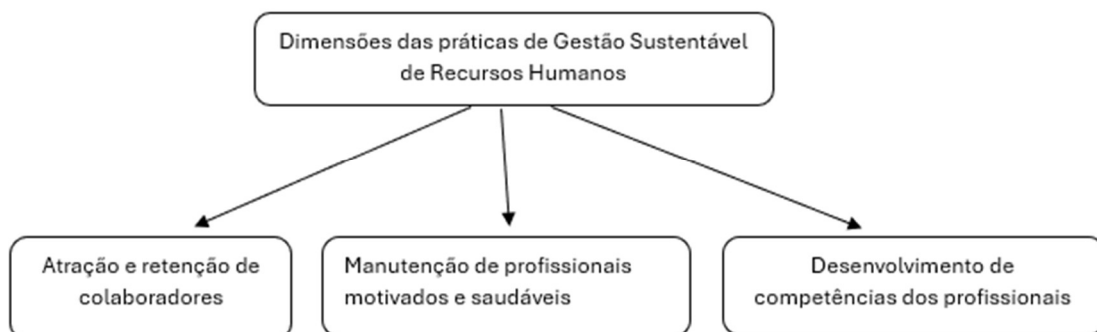 Dimensões das práticas de Gestão Sustentável
de Recursos Humanos
Atração e retenção de
colaboradores
Manutenção de profissionais
motivados e saudáveis
Desenvolvimento de
competências dos profissionais